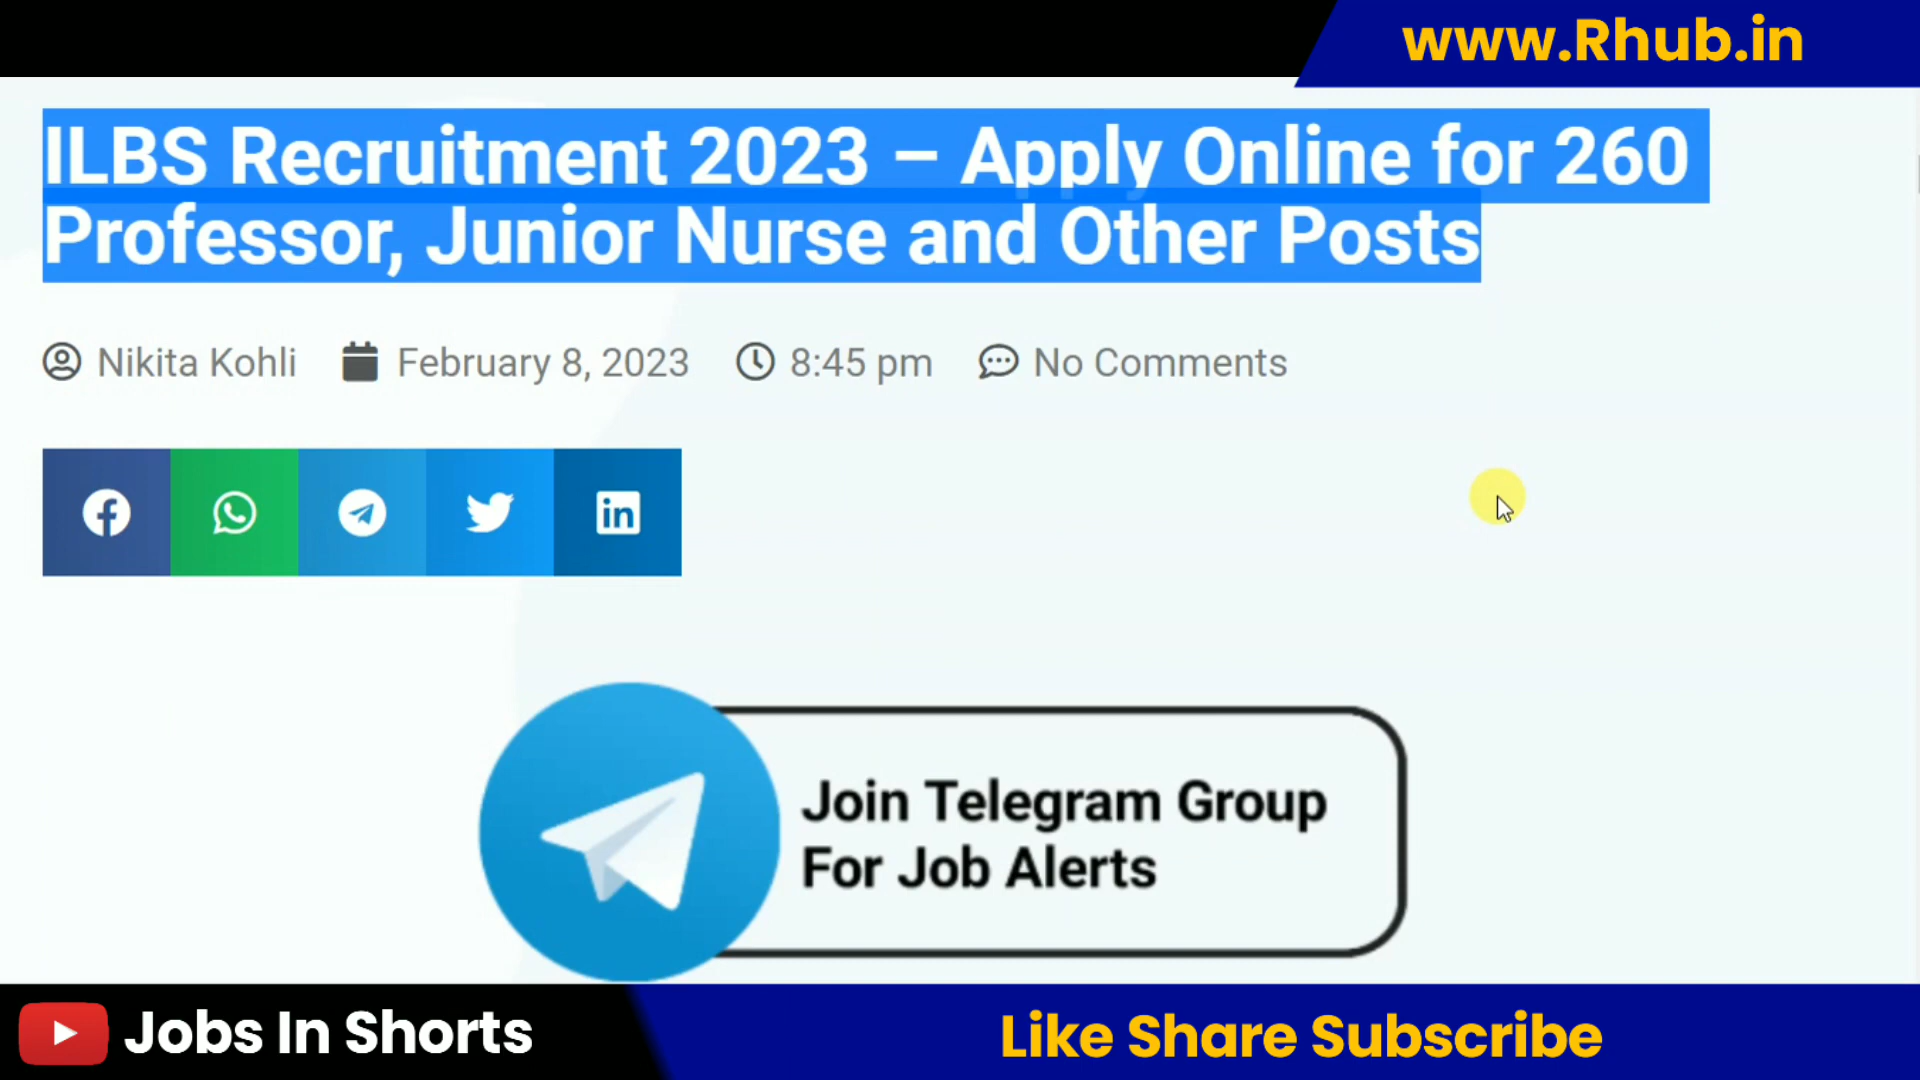 www.Rhub.in
ILBS Recruitment 2023 – Apply Online for 260
Professor, Junior Nurse and Other Posts
Nikita Kohli February 8, 2023 8:45 pm No Comments
Join Telegram Group
For Job Alerts
Jobs In Shorts
Like Share Subscribe